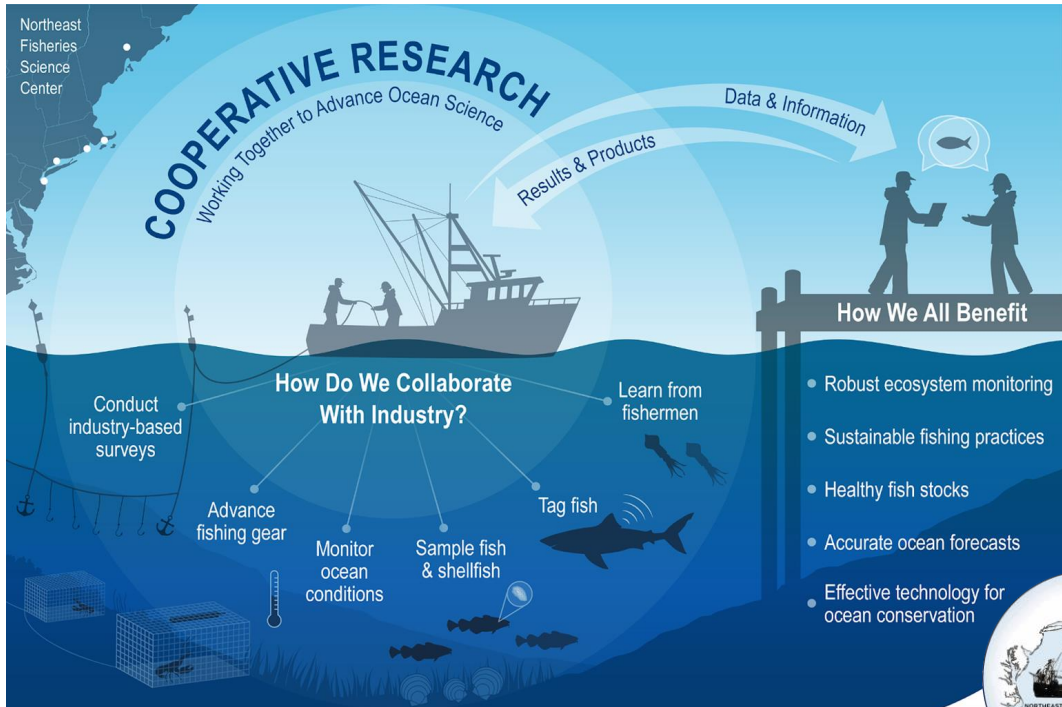 Northeast
Fisheries
Science
Center
COOPERATIVE RESEARCH
Working Together to Advance Ocean Science
Data & Information
Results & Products
How We All Benefit
Robust ecosystem monitoring
Sustainable fishing practices
Healthy fish stocks
Accurate ocean forecasts
Effective technology for
ocean conservation
How Do We Collaborate
With Industry?
Conduct
industry-based
surveys
Advance
fishing gear
Monitor
ocean
conditions
Sample fish
& shellfish
Tag fish
Learn from
fishermen
NORTHEAST